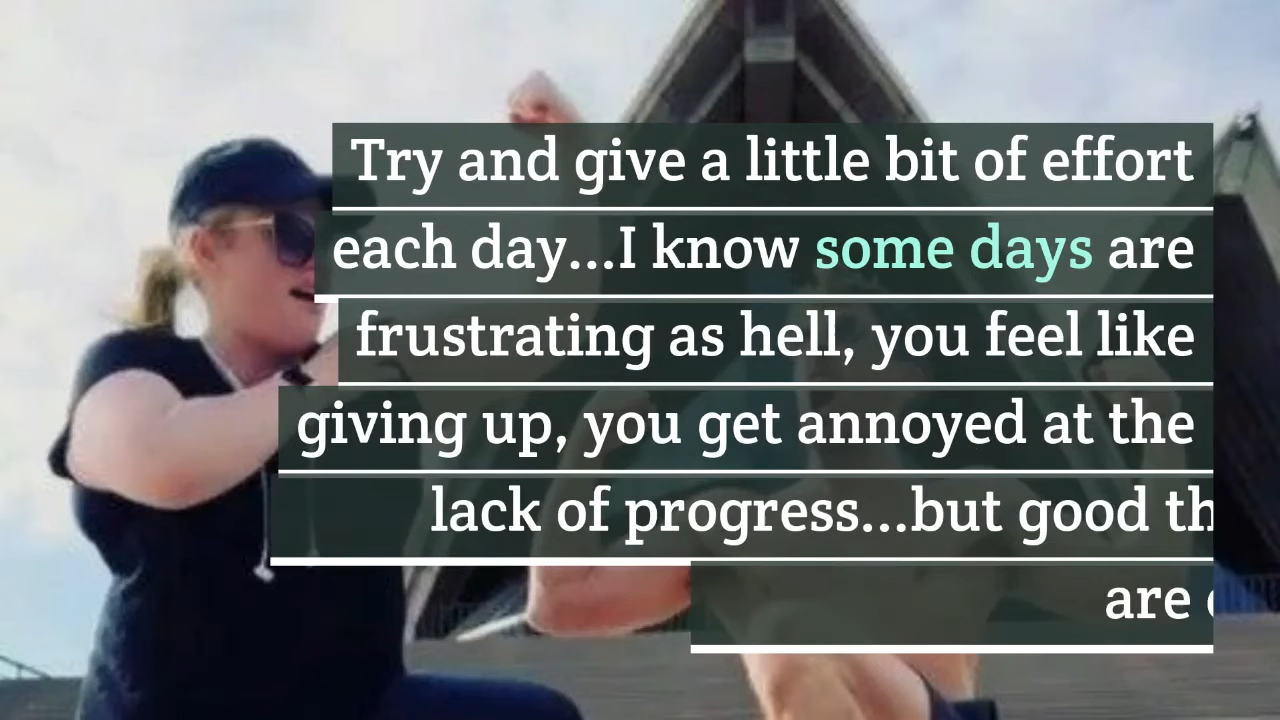 Try and give a little bit of effort
each day...I know some days are
frustrating as hell, you feel like
giving up, you get annoyed at the
lack of progress...but good
are